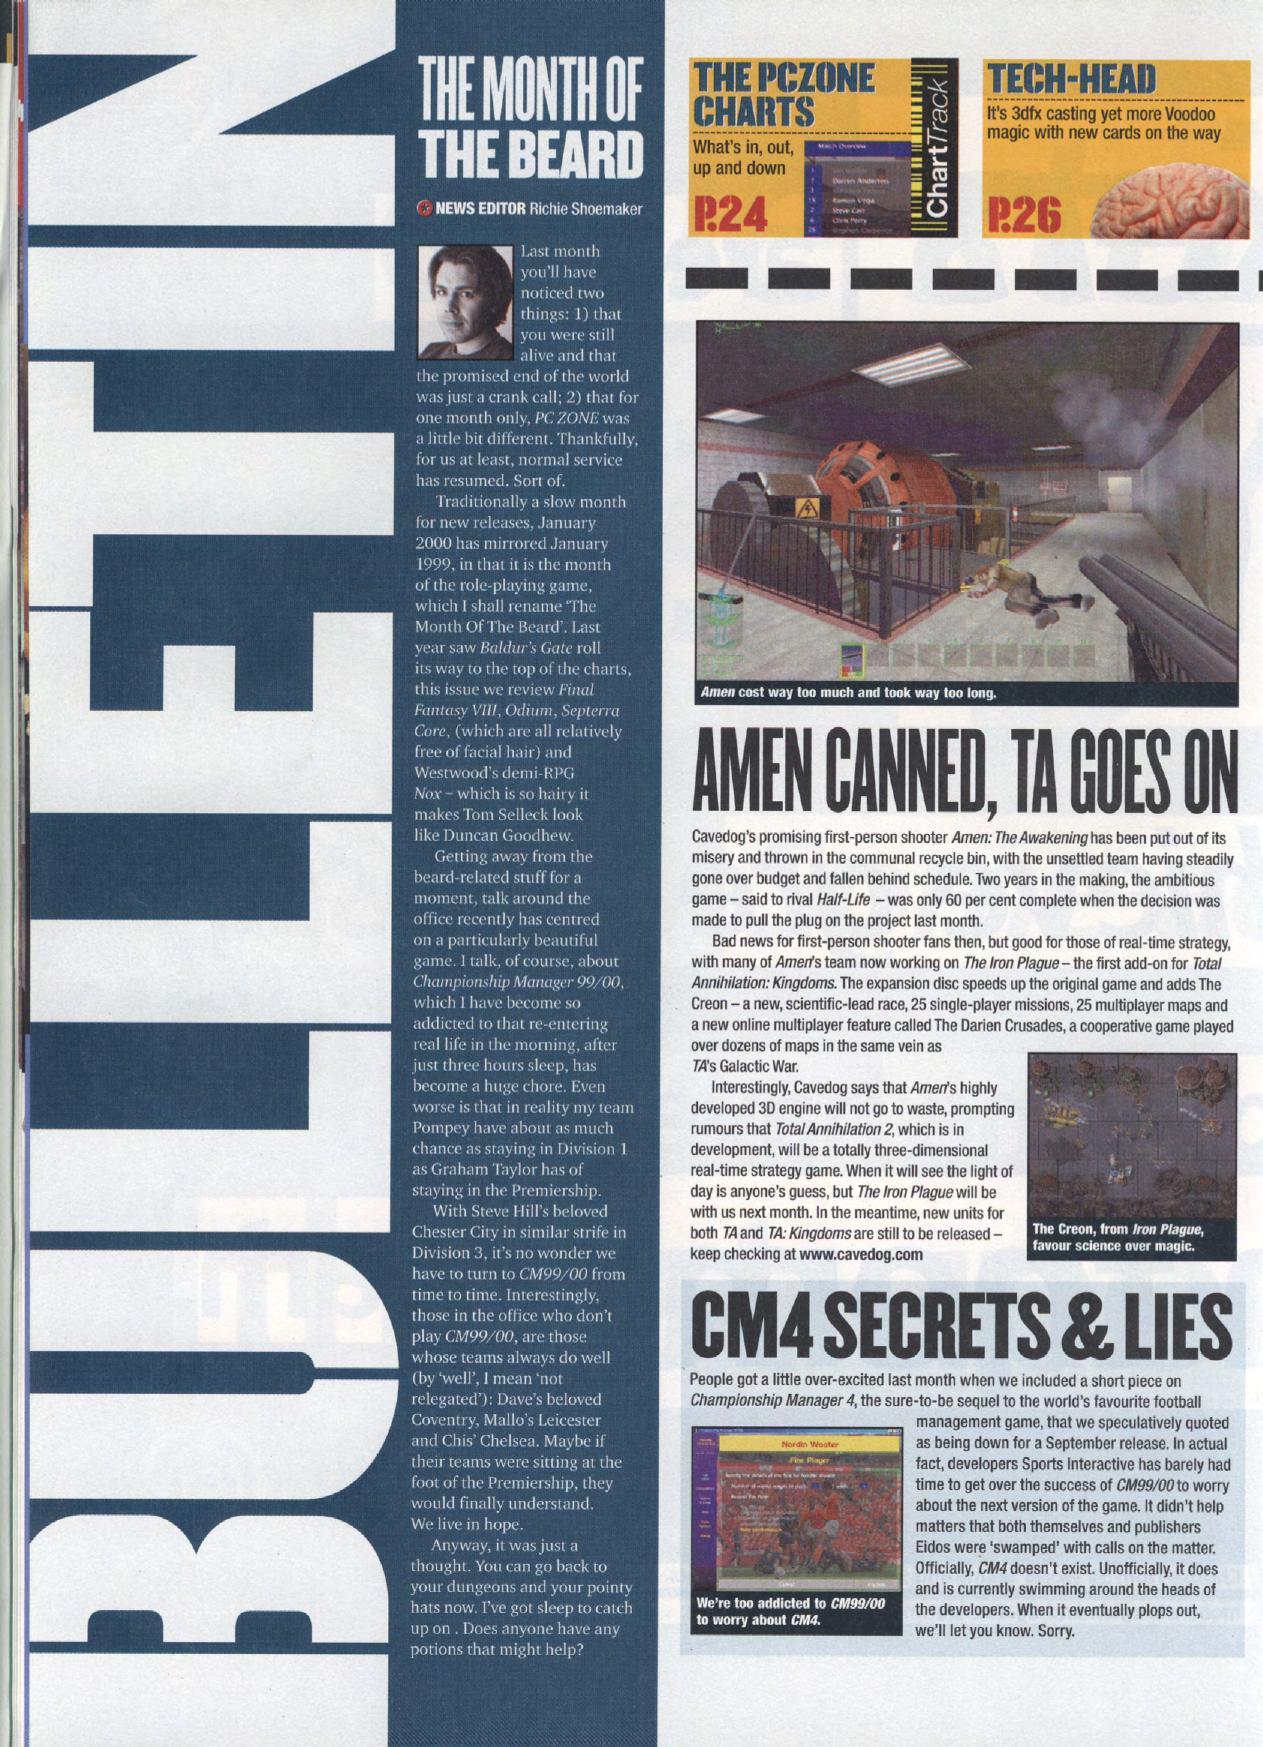 BULLETIN
THE MONTH OF
THE BEARD
NEWS EDITOR Richie Shoemaker
Last month
you'll have
noticed two
things: 1) that
you were still
alive and that
the promised end of the world
was just a crank call; 2) that for
one month only, PC ZONE was
a little bit different. Thankfully,
for us at least, normal service
has resumed. Sort of.
Traditionally a slow month
for new releases, January
2000 has mirrored January
1999, in that it is the month
of the role-playing game,
which I shall rename 'The
Month Of The Beard'. Last
year saw Baldur's Gate roll
its way to the top of the charts,
this issue we review Final
Fantasy VIII, Odium, Septerra
Core, (which are all relatively
free of facial hair) and
Westwood's demi-RPG
Nox – which is so hairy it
makes Tom Selleck look
like Duncan Goodhew.
Getting away from the
beard-related stuff for a
moment, talk around the
office recently has centred
on a particularly beautiful
game. I talk, of course, about
Championship Manager 99/00,
which I have become so
addicted to that re-entering
real life in the morning, after
just three hours sleep, has
become a huge chore. Even
worse is that in reality my team
Pompey have about as much
chance as staying in Division 1
as Graham Taylor has of
staying in the Premiership.
With Steve Hill's beloved
Chester City in similar strife in
Division 3, it's no wonder we
have to turn to CM99/00 from
time to time. Interestingly,
those in the office who don't
play CM99/00, are those
whose teams always do well
(by 'well', I mean 'not
relegated'): Dave's beloved
Coventry, Mallo's Leicester
and Chis' Chelsea. Maybe if
their teams were sitting at the
foot of the Premiership, they
would finally understand.
We live in hope.
Anyway, it was just a
thought. You can go back to
your dungeons and your pointy
hats now. I've got sleep to catch
up on . Does anyone have any
potions that might help?
THE PCZONE
CHARTS
What's in, out,
up and down
P.24
Match Overview
Darren Anderton
Ramon Vega
Steve Carr
Chris Perry
ChartTrack
TECH-HEAD
It's 3dfx casting yet more Voodoo
magic with new cards on the way
P.26
Amen cost way too much and took way too long.
AMEN CANNED, TA GOES ON
Cavedog's promising first-person shooter Amen: The Awakening has been put out of its
misery and thrown in the communal recycle bin, with the unsettled team having steadily
gone over budget and fallen behind schedule. Two years in the making, the ambitious
game – said to rival Half-Life – was only 60 per cent complete when the decision was
made to pull the plug on the project last month.
Bad news for first-person shooter fans then, but good for those of real-time strategy,
with many of Amen's team now working on The Iron Plague – the first add-on for Total
Annihilation: Kingdoms. The expansion disc speeds up the original game and adds The
Creon – a new, scientific-lead race, 25 single-player missions, 25 multiplayer maps and
a new online multiplayer feature called The Darien Crusades, a cooperative game played
over dozens of maps in the same vein as
TA's Galactic War.
Interestingly, Cavedog says that Amen's highly
developed 3D engine will not go to waste, prompting
rumours that Total Annihilation 2, which is in
development, will be a totally three-dimensional
real-time strategy game. When it will see the light of
day is anyone's guess, but The Iron Plague will be
with us next month. In the meantime, new units for
both TA and TA: Kingdoms are still to be released –
keep checking at www.cavedog.com
The Creon, from Iron Plague,
favour science over magic.
CM4 SECRETS & LIES
People got a little over-excited last month when we included a short piece on
Championship Manager 4, the sure-to-be sequel to the world's favourite football
management game, that we speculatively quoted
as being down for a September release. In actual
fact, developers Sports Interactive has barely had
time to get over the success of CM99/00 to worry
about the next version of the game. It didn't help
matters that both themselves and publishers
Eidos were 'swamped' with calls on the matter.
Officially, CM4 doesn't exist. Unofficially, it does
and is currently swimming around the heads of
the developers. When it eventually plops out,
we'll let you know. Sorry.
Nordin Wooter
Fine Player
We're too addicted to CM99/00
to worry about CM4.